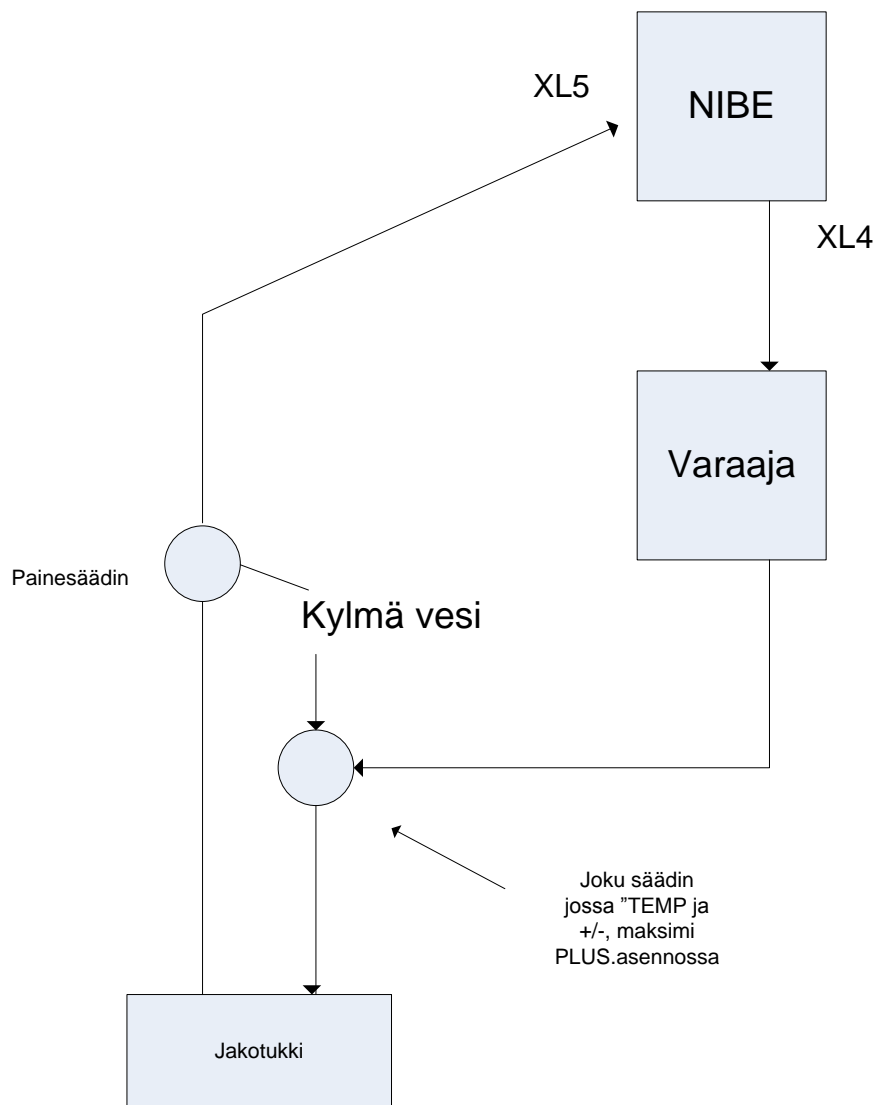 XL5
NIBE
XL4
Varaaja
Painesäädin
Kylmä vesi
Joku säädin
jossa ”TEMP ja
+/-, maksimi
PLUS.asennossa
Jakotukki